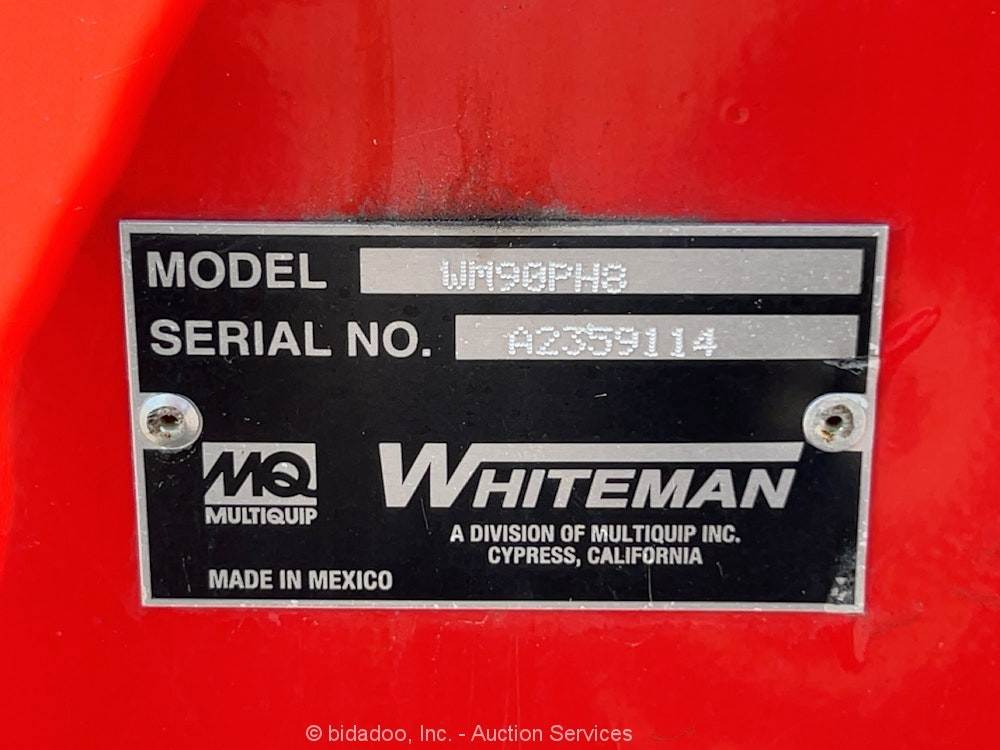 MODEL WM90PH8
SERIAL NO. A2359114
MQ
MULTIQUIP
WHITEMAN
A DIVISION OF MULTIQUIP INC.
CYPRESS, CALIFORNIA
MADE IN MEXICO
© bidadoo, Inc. - Auction Services